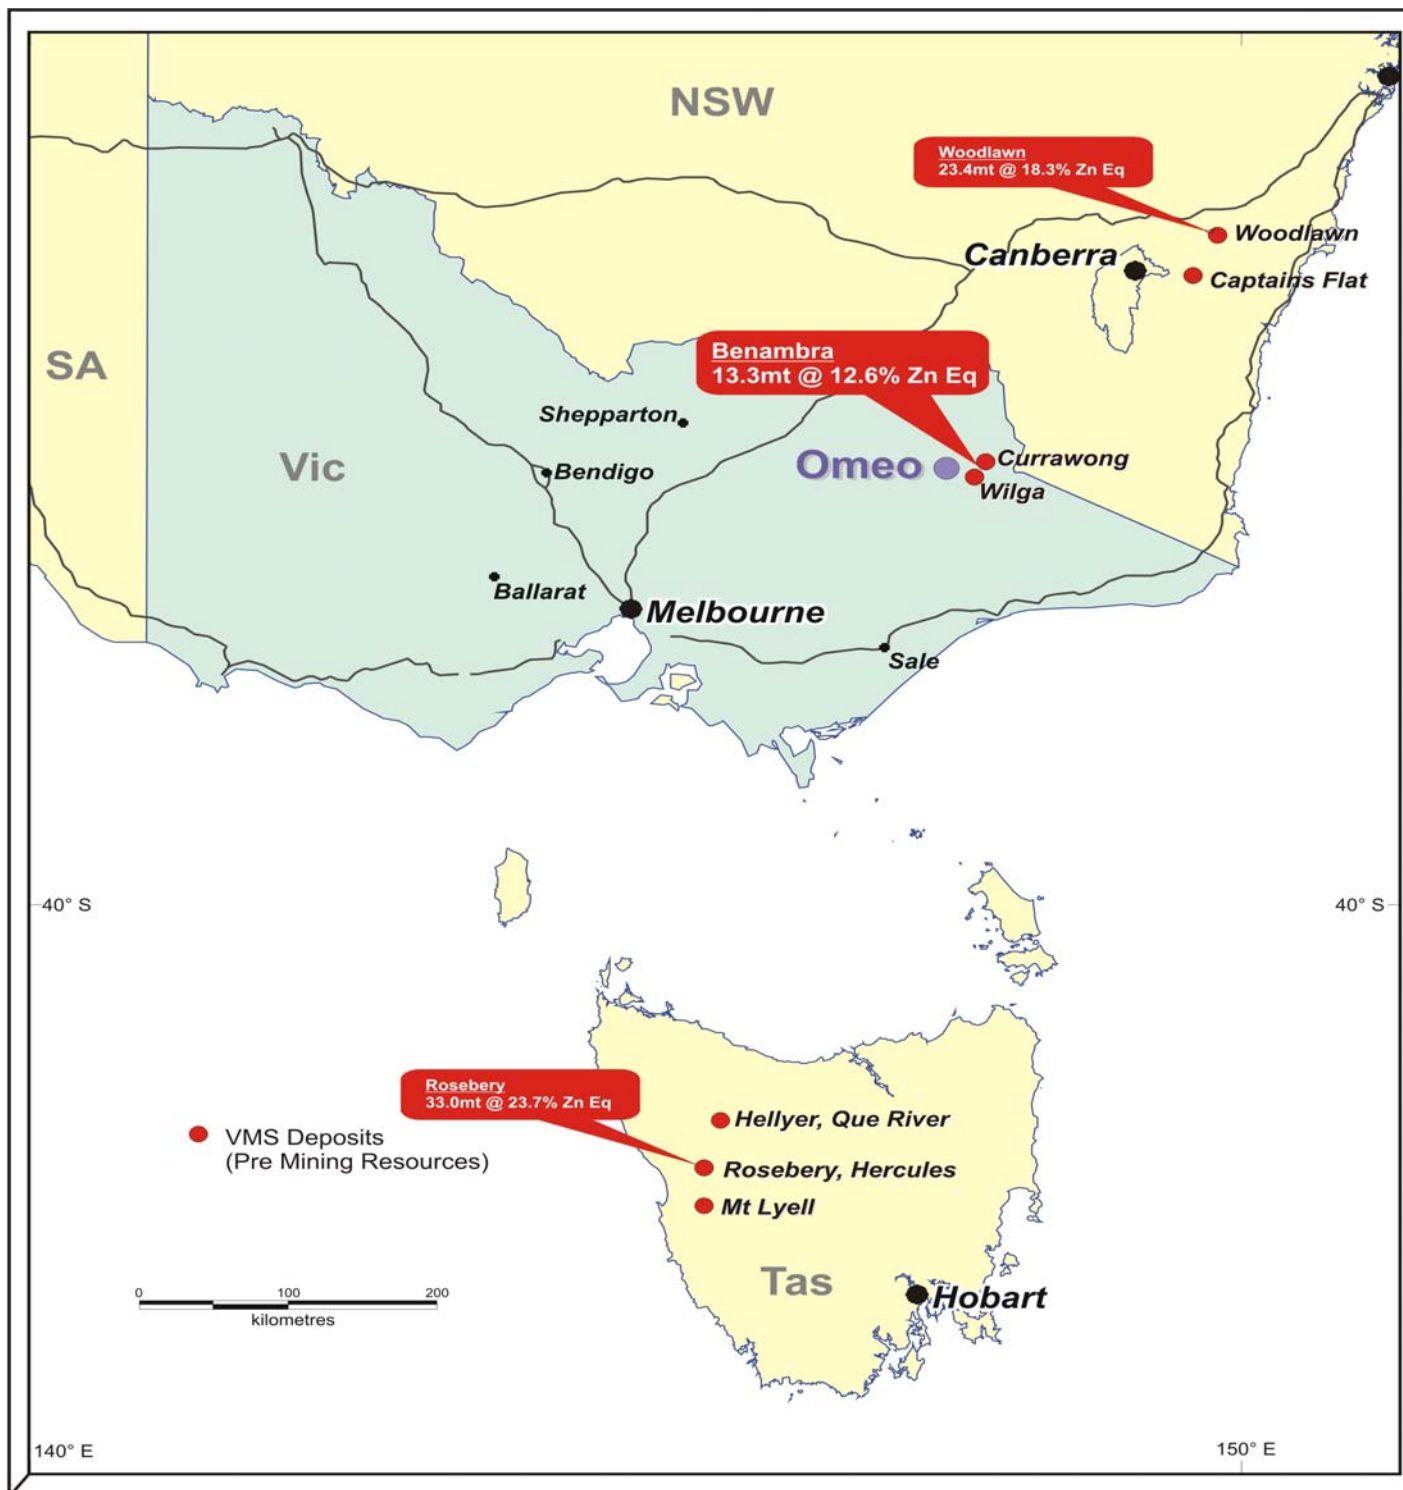 NSW
Woodlawn
23.4mt @ 18.3% Zn Eq
Woodlawn
Canberra
Captains Flat
SA
Benambra
13.3mt @ 12.6% Zn Eq
Shepparton
Vic
Bendigo
Omeo
Currawong
Wilga
Ballarat
Melbourne
Sale
40° S
40° S
Rosebery
33.0mt @ 23.7% Zn Eq
Hellyer, Que River
VMS Deposits
(Pre Mining Resources)
Rosebery, Hercules
Mt Lyell
Tas
0 100 200
kilometres
Hobart
140° E
150° E